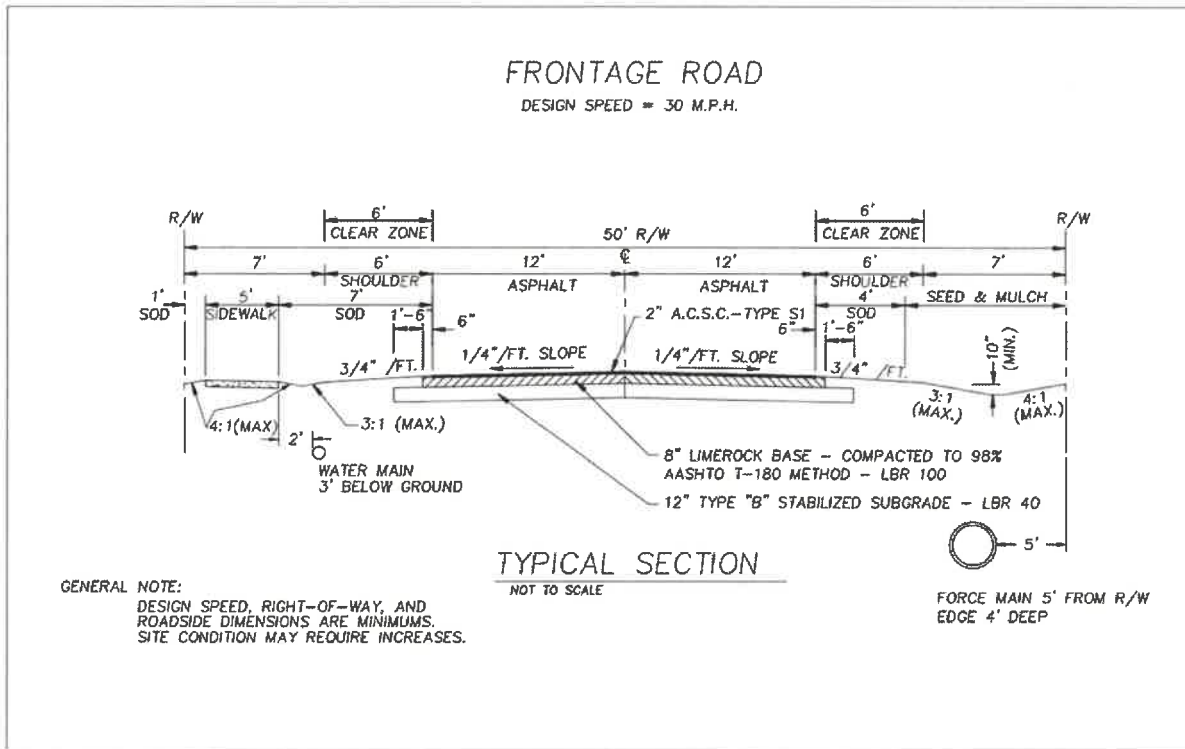 FRONTAGE ROAD
DESIGN SPEED = 30 M.P.H.
R/W
6'
CLEAR ZONE
50' R/W
6'
CLEAR ZONE
R/W
7'
6'
SHOULDER
12'
ASPHALT
℄
12'
ASPHALT
6'
SHOULDER
7'
1'
SOD
5'
SIDEWALK
7'
SOD
4'
SOD
SEED & MULCH
1'-6"
6"
2" A.C.S.C.-TYPE S1
6"
1'-6"
10"
(MIN.)
3/4" /FT.
1/4"/FT. SLOPE
1/4"/FT. SLOPE
3/4" /FT.
4:1(MAX)
2'
3:1 (MAX.)
3:1
(MAX.)
4:1
(MAX.)
WATER MAIN
3' BELOW GROUND
8" LIMEROCK BASE - COMPACTED TO 98%
AASHTO T-180 METHOD - LBR 100
12" TYPE "B" STABILIZED SUBGRADE - LBR 40
5'
TYPICAL SECTION
NOT TO SCALE
FORCE MAIN 5' FROM R/W
EDGE 4' DEEP
GENERAL NOTE:
DESIGN SPEED, RIGHT-OF-WAY, AND
ROADSIDE DIMENSIONS ARE MINIMUMS.
SITE CONDITION MAY REQUIRE INCREASES.